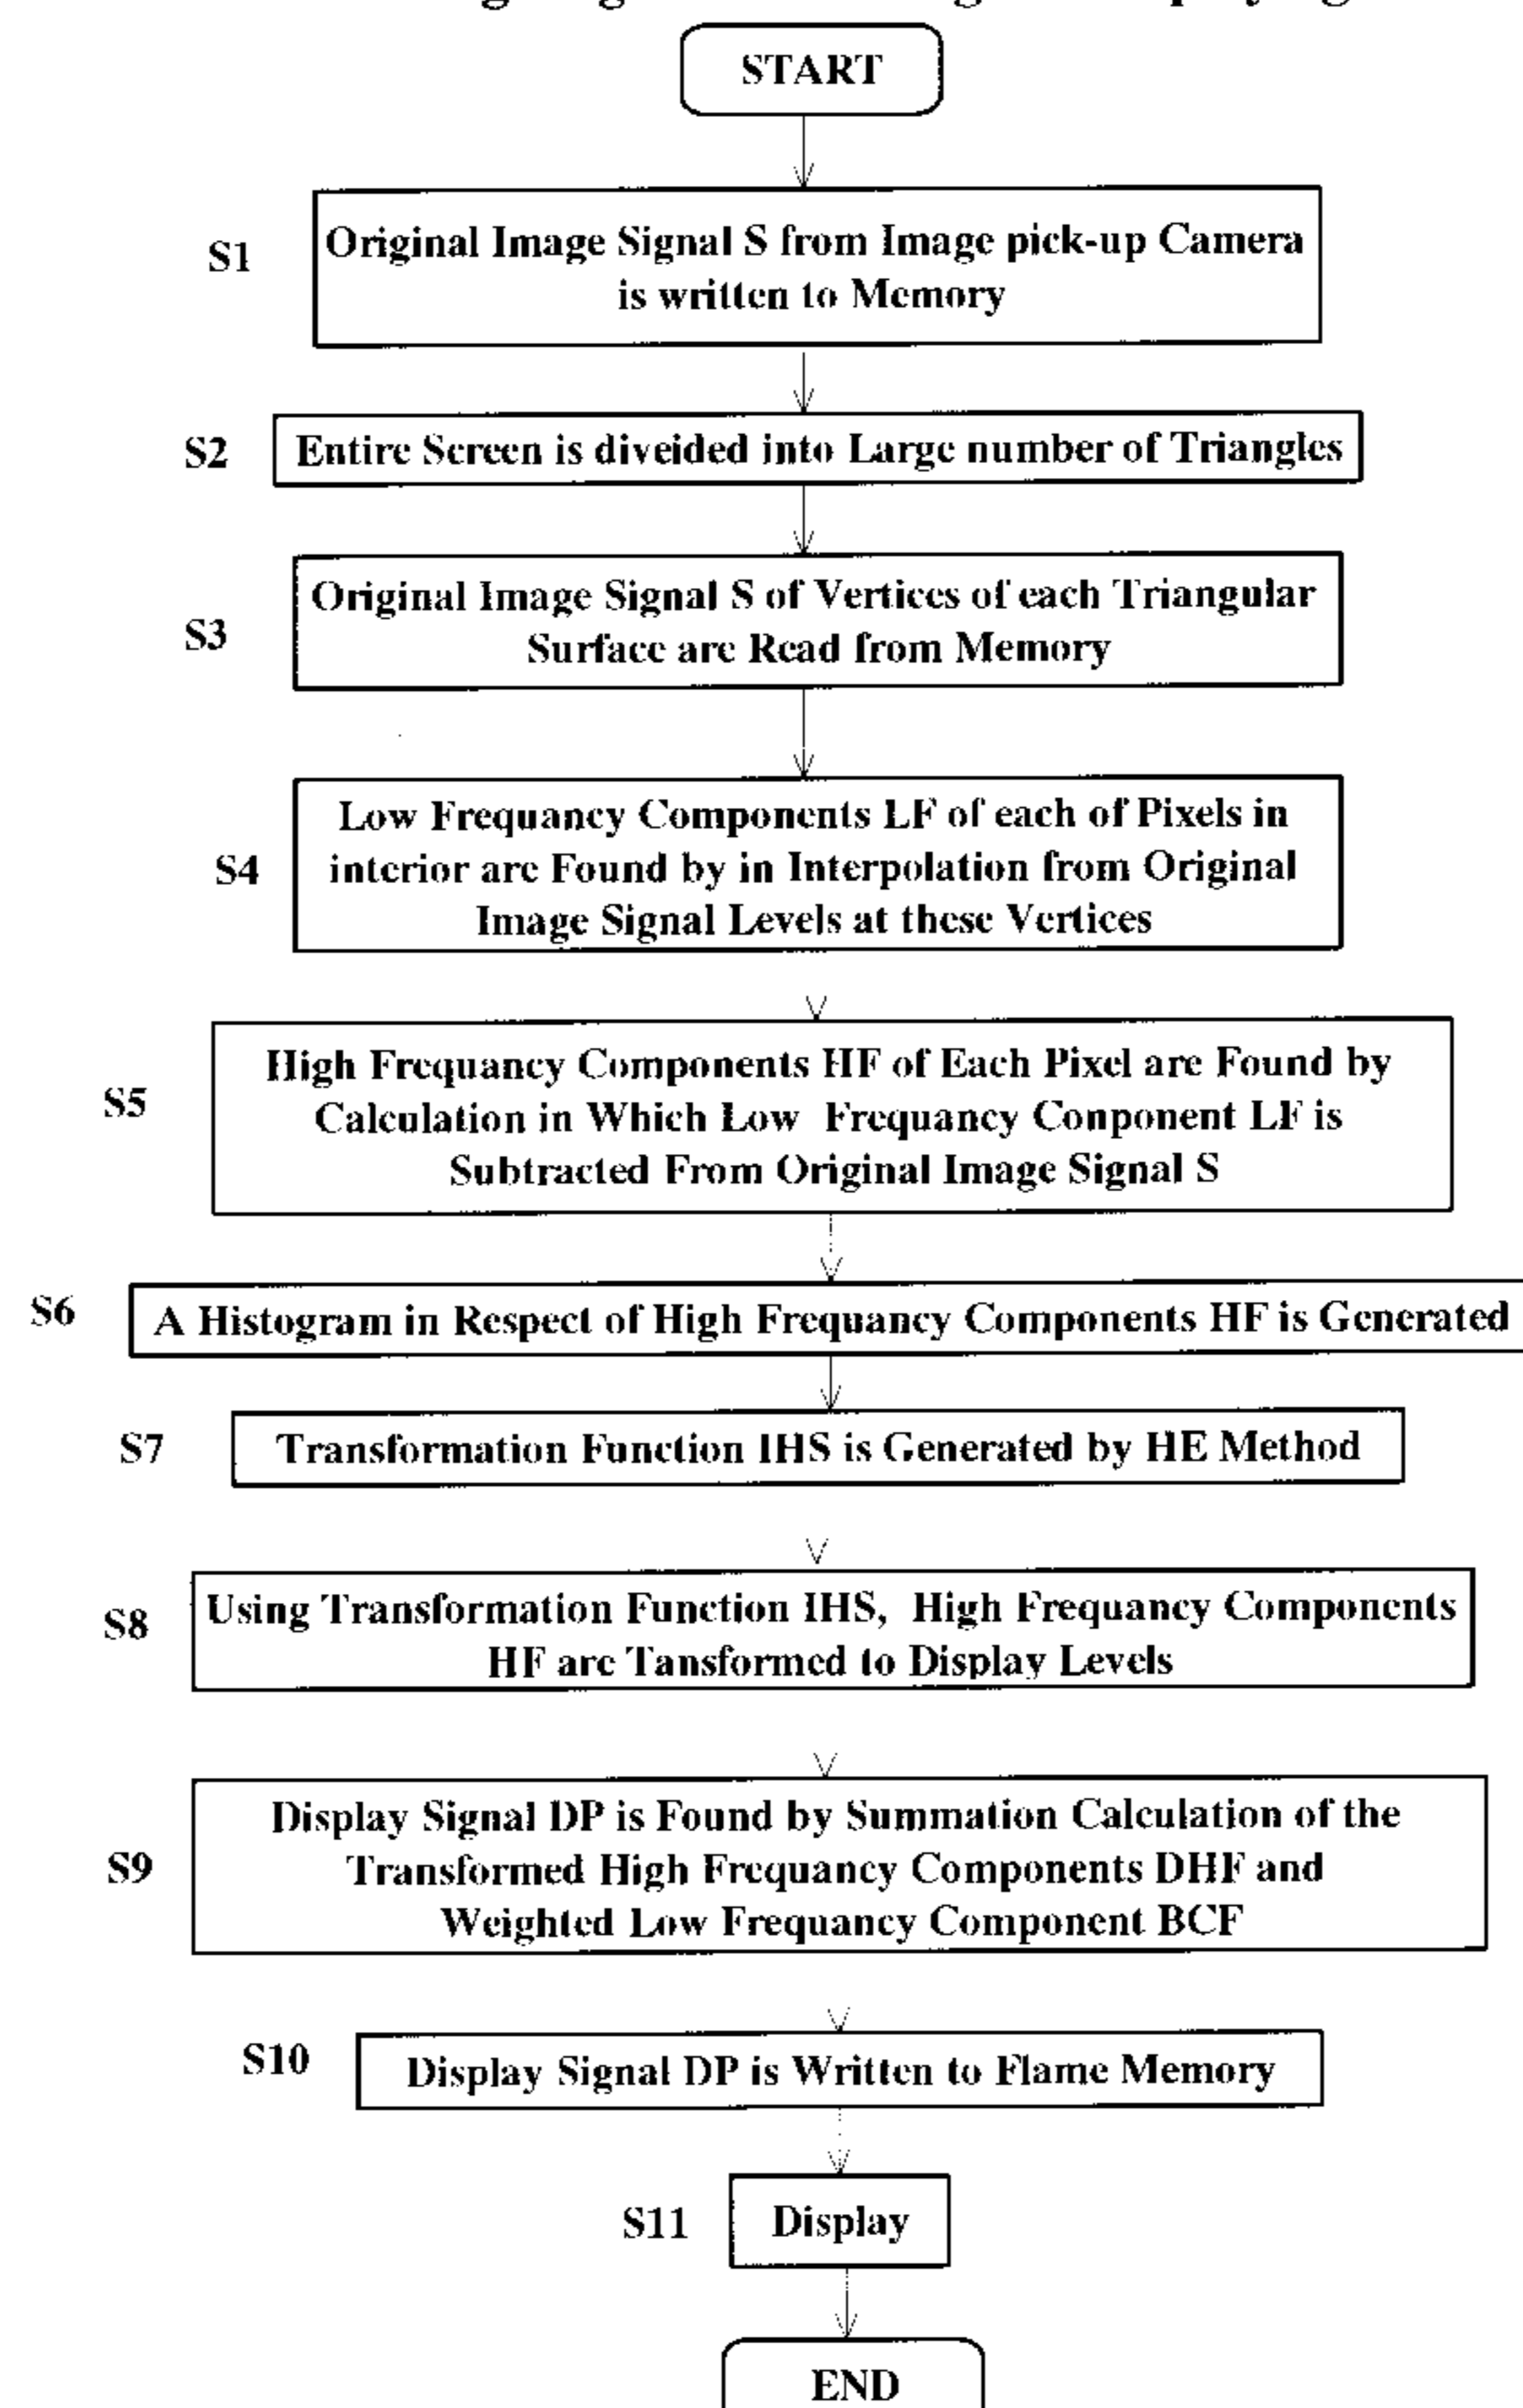 START
S1
Original Image Signal S from Image pick-up Camera
is written to Memory
S2
Entire Screen is diveided into Large number of Triangles
S3
Original Image Signal S of Vertices of each Triangular
Surface are Read from Memory
S4
Low Frequancy Components LF of each of Pixels in
interior are Found by in Interpolation from Original
Image Signal Levels at these Vertices
S5
High Frequancy Components HF of Each Pixel are Found by
Calculation in Which Low Frequancy Conponent LF is
Subtracted From Original Image Signal S
S6
A Histogram in Respect of High Frequancy Components HF is Generated
S7
Transformation Function IHS is Generated by HE Method
S8
Using Transformation Function IHS, High Frequancy Components
HF are Tansformed to Display Levels
S9
Display Signal DP is Found by Summation Calculation of the
Transformed High Frequancy Components DHF and
Weighted Low Frequancy Component BCF
S10
Display Signal DP is Written to Flame Memory
S11
Display
END